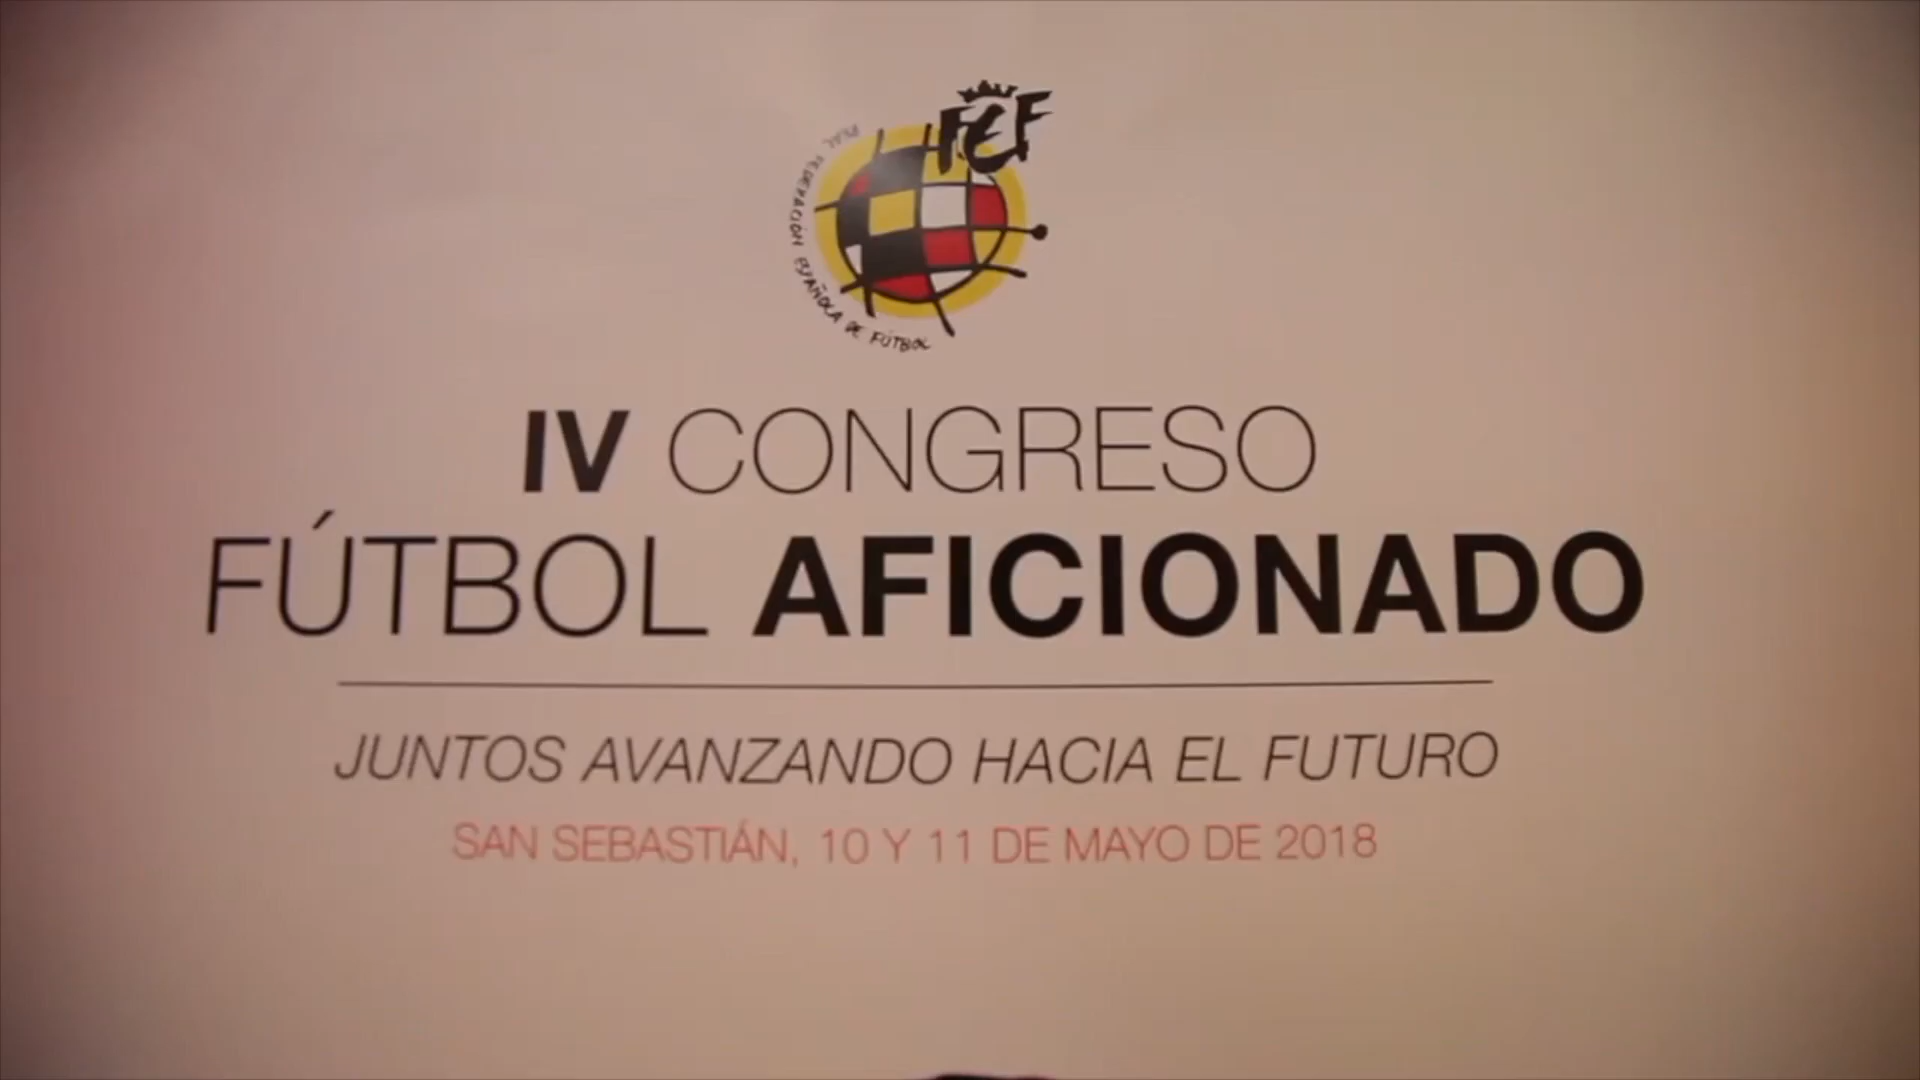 FEF
REAL FEDERACIÓN ESPAÑOLA DE FÚTBOL
IV CONGRESO
FÚTBOL AFICIONADO
JUNTOS AVANZANDO HACIA EL FUTURO
SAN SEBASTIÁN, 10 Y 11 DE MAYO DE 2018